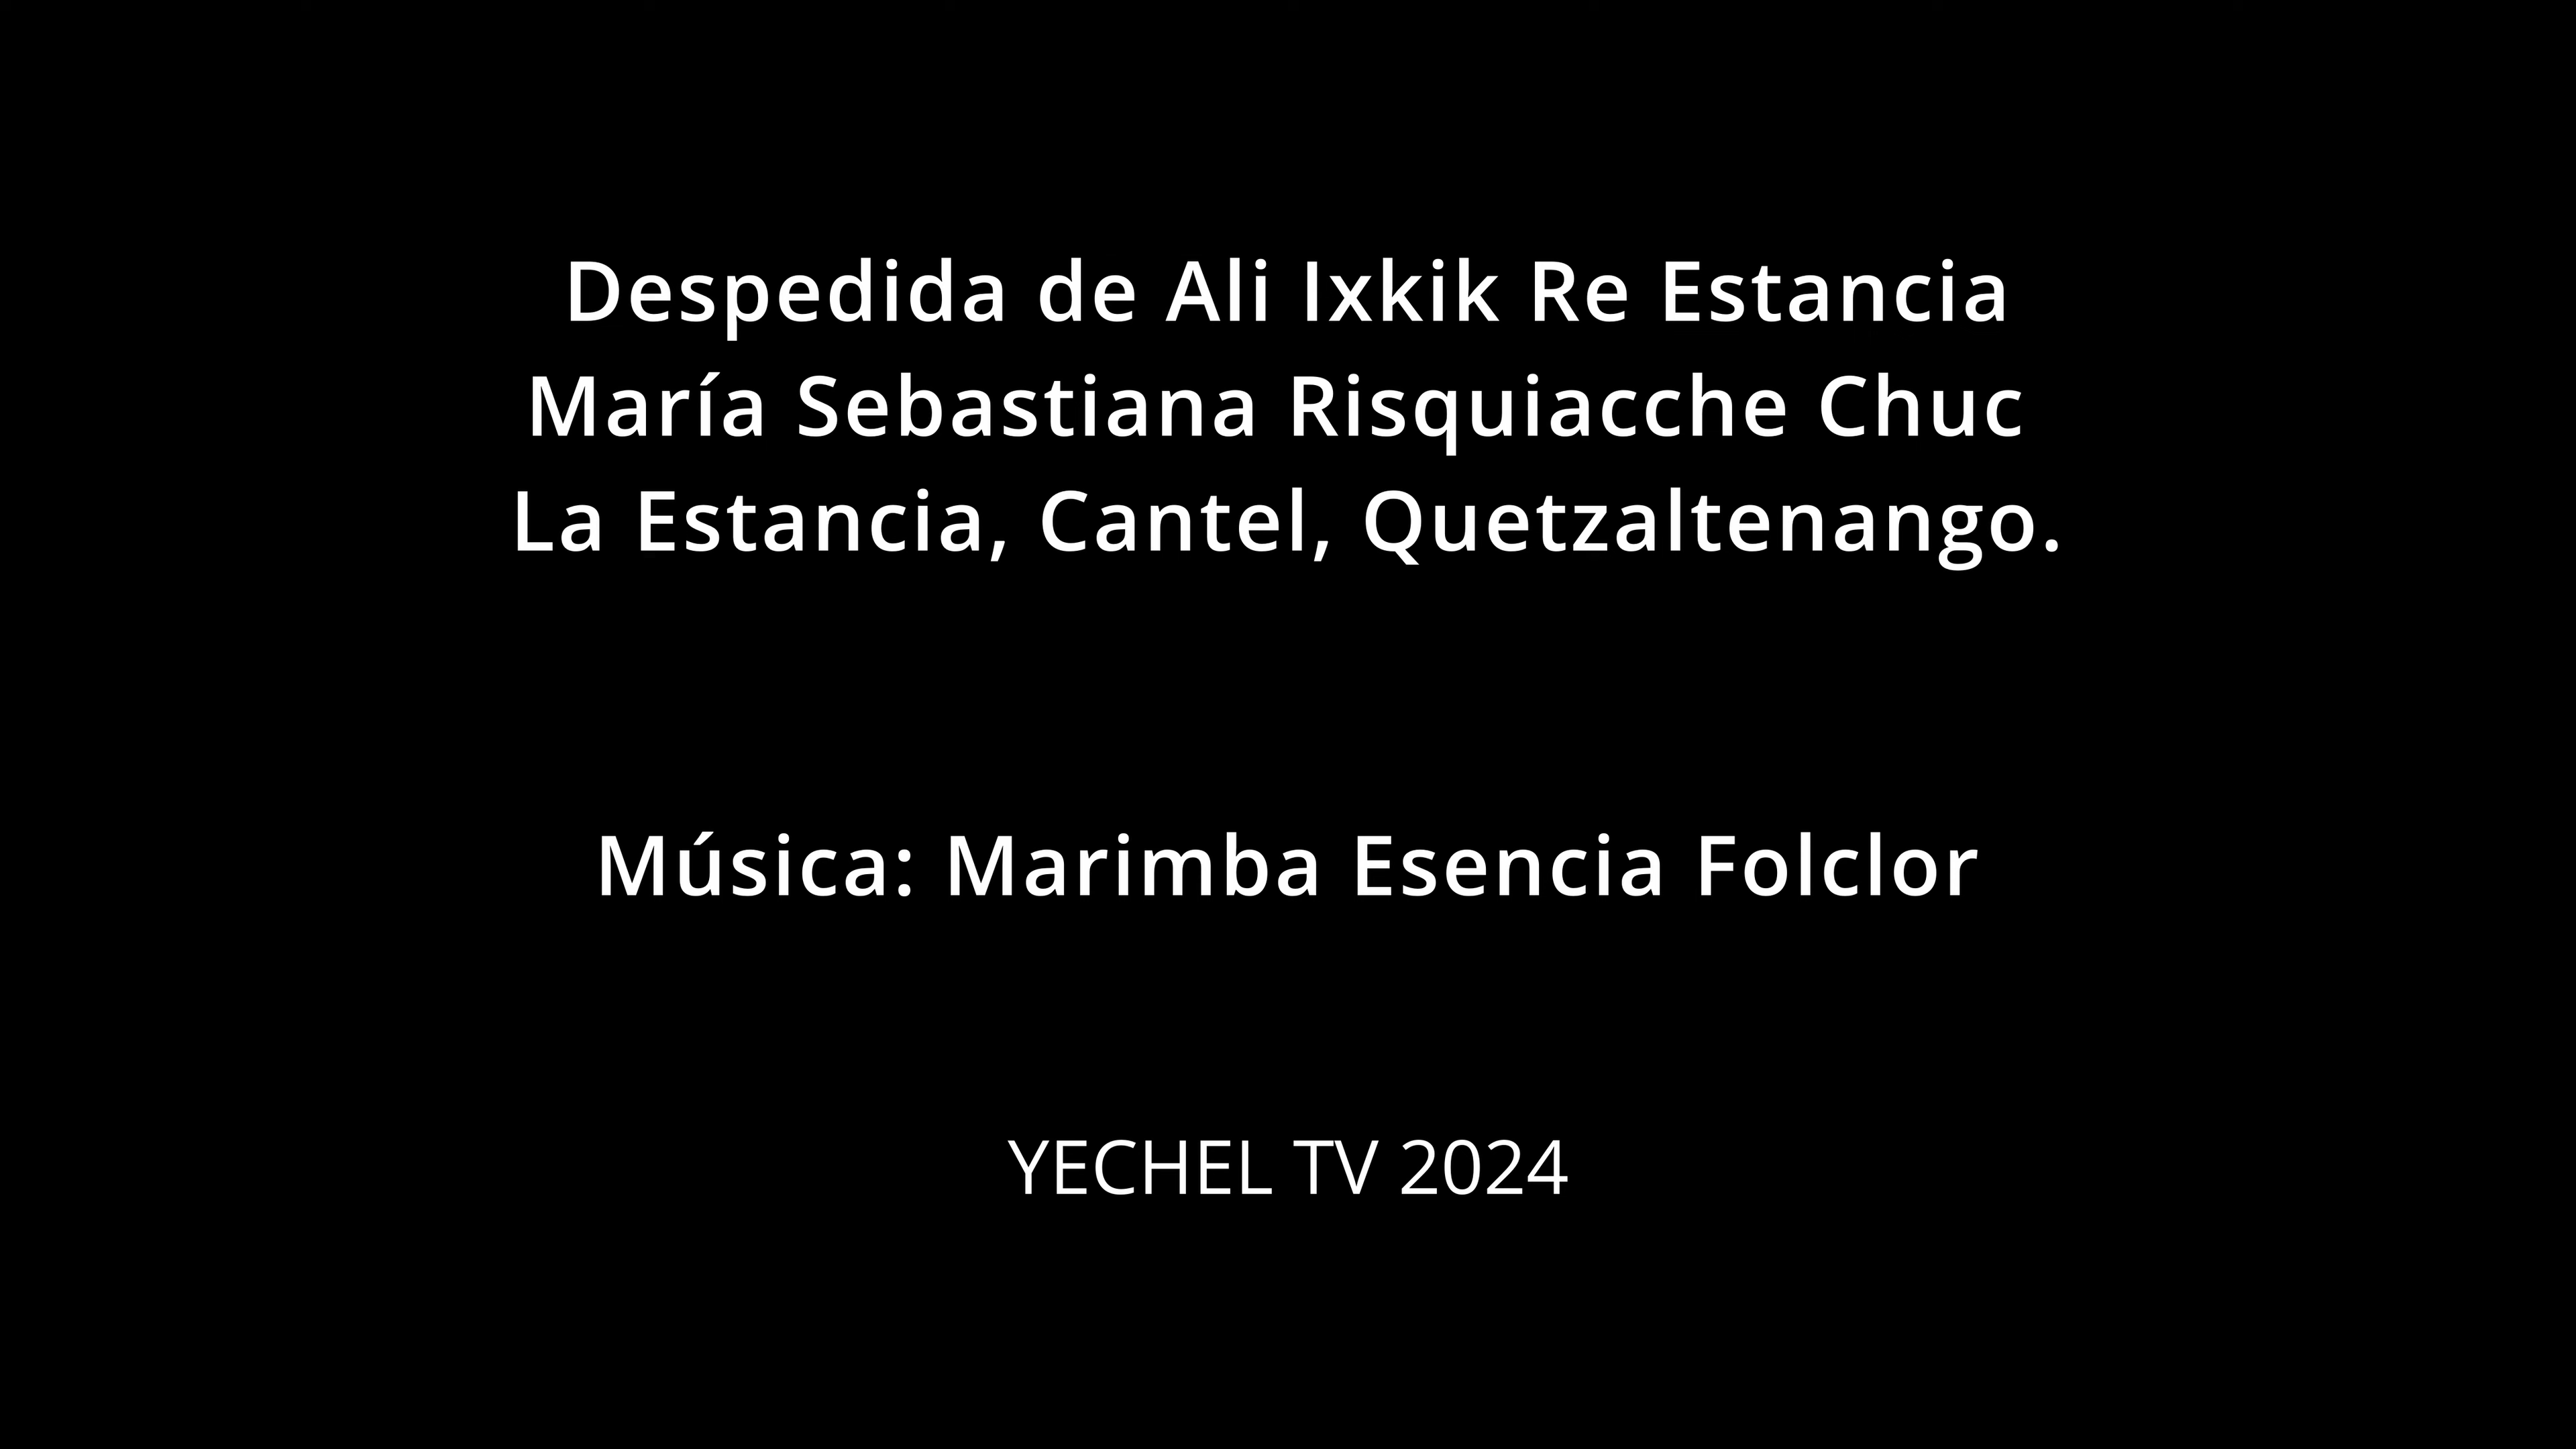 Despedida de Ali Ixkik Re Estancia
María Sebastiana Risquiacche Chuc
La Estancia, Cantel, Quetzaltenango.
Música: Marimba Esencia Folclor
YECHEL TV 2024